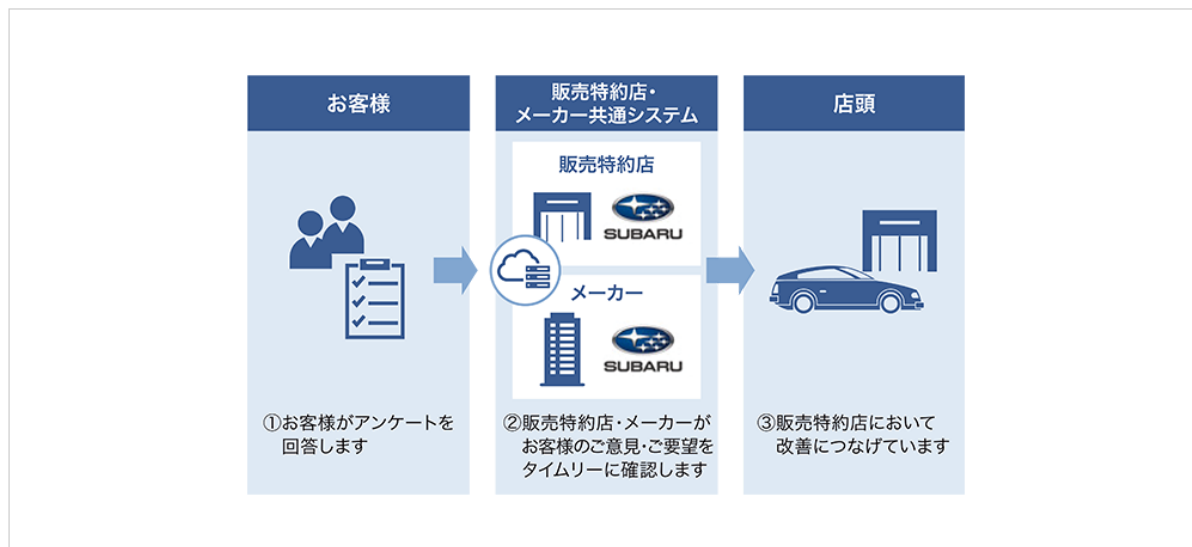 お客様
販売特約店・
メーカー共通システム
店頭
販売特約店
SUBARU
メーカー
SUBARU
①お客様がアンケートを
回答します
②販売特約店・メーカーが
お客様のご意見・ご要望を
タイムリーに確認します
③販売特約店において
改善につなげています